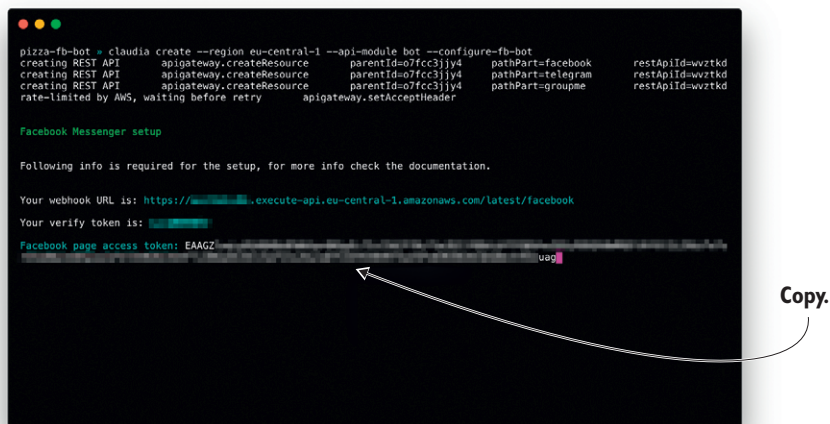 pizza-fb-bot » claudia create --region eu-central-1 --api-module bot --configure-fb-bot
creating REST API apigateway.createResource parentId=o7fcc3jjy4 pathPart=facebook restApiId=wvztkd
creating REST API apigateway.createResource parentId=o7fcc3jjy4 pathPart=telegram restApiId=wvztkd
creating REST API apigateway.createResource parentId=o7fcc3jjy4 pathPart=groupme restApiId=wvztkd
rate-limited by AWS, waiting before retry apigateway.setAcceptHeader
Facebook Messenger setup
Following info is required for the setup, for more info check the documentation.
Your webhook URL is: https:// .execute-api.eu-central-1.amazonaws.com/latest/facebook
Your verify token is:
Facebook page access token: EAAGZ
uag
Copy.